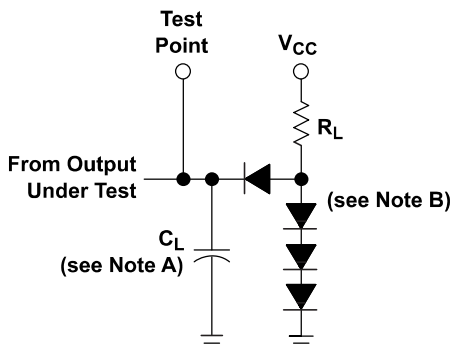 Test
Point
VCC
RL
From Output
Under Test
(see Note B)
CL
(see Note A)